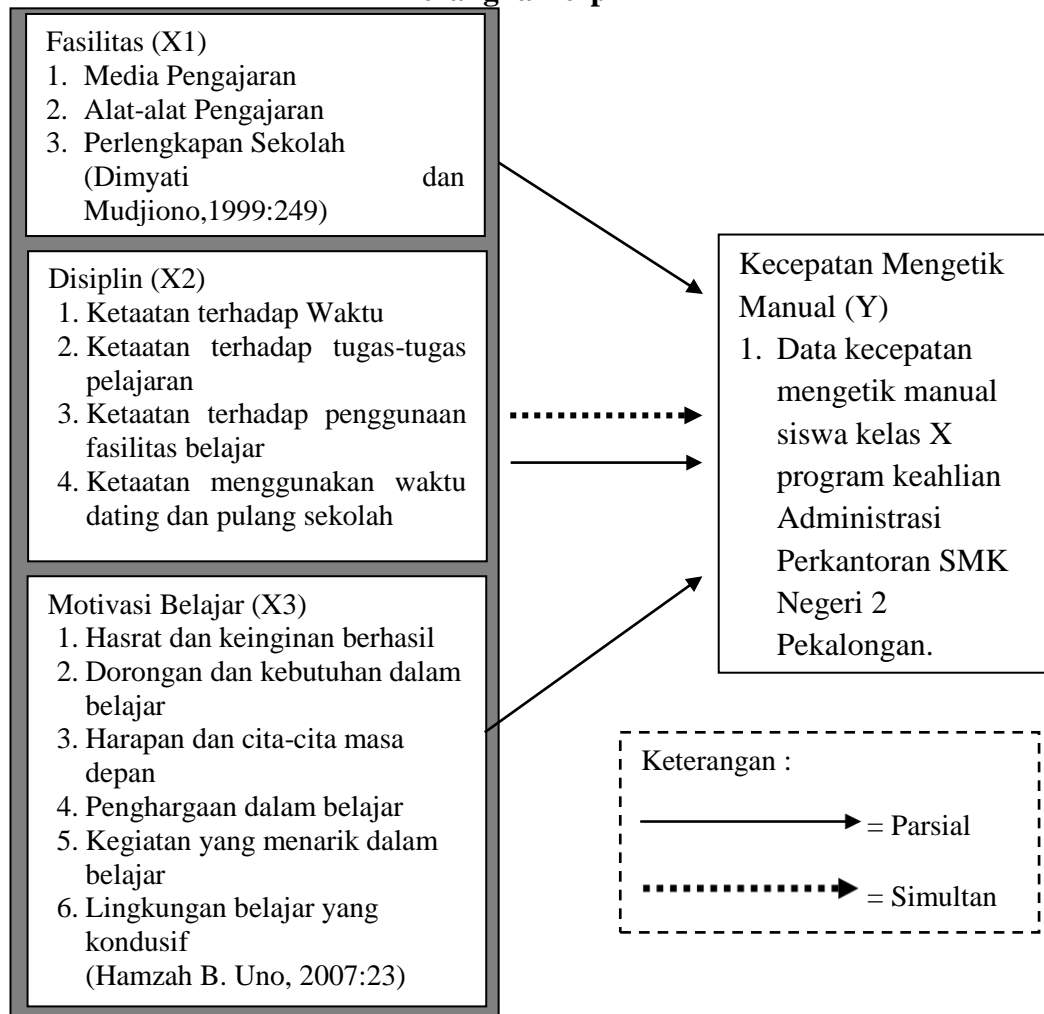 Fasilitas (X1)
1. Media Pengajaran
2. Alat-alat Pengajaran
3. Perlengkapan Sekolah
(Dimyati dan
Mudjiono,1999:249)
Disiplin (X2)
1. Ketaatan terhadap Waktu
2. Ketaatan terhadap tugas-tugas
pelajaran
3. Ketaatan terhadap penggunaan
fasilitas belajar
4. Ketaatan menggunakan waktu
dating dan pulang sekolah
Motivasi Belajar (X3)
1. Hasrat dan keinginan berhasil
2. Dorongan dan kebutuhan dalam
belajar
3. Harapan dan cita-cita masa
depan
4. Penghargaan dalam belajar
5. Kegiatan yang menarik dalam
belajar
6. Lingkungan belajar yang
kondusif
(Hamzah B. Uno, 2007:23)
Kecepatan Mengetik
Manual (Y)
1. Data kecepatan
mengetik manual
siswa kelas X
program keahlian
Administrasi
Perkantoran SMK
Negeri 2
Pekalongan.
Keterangan :
= Parsial
= Simultan